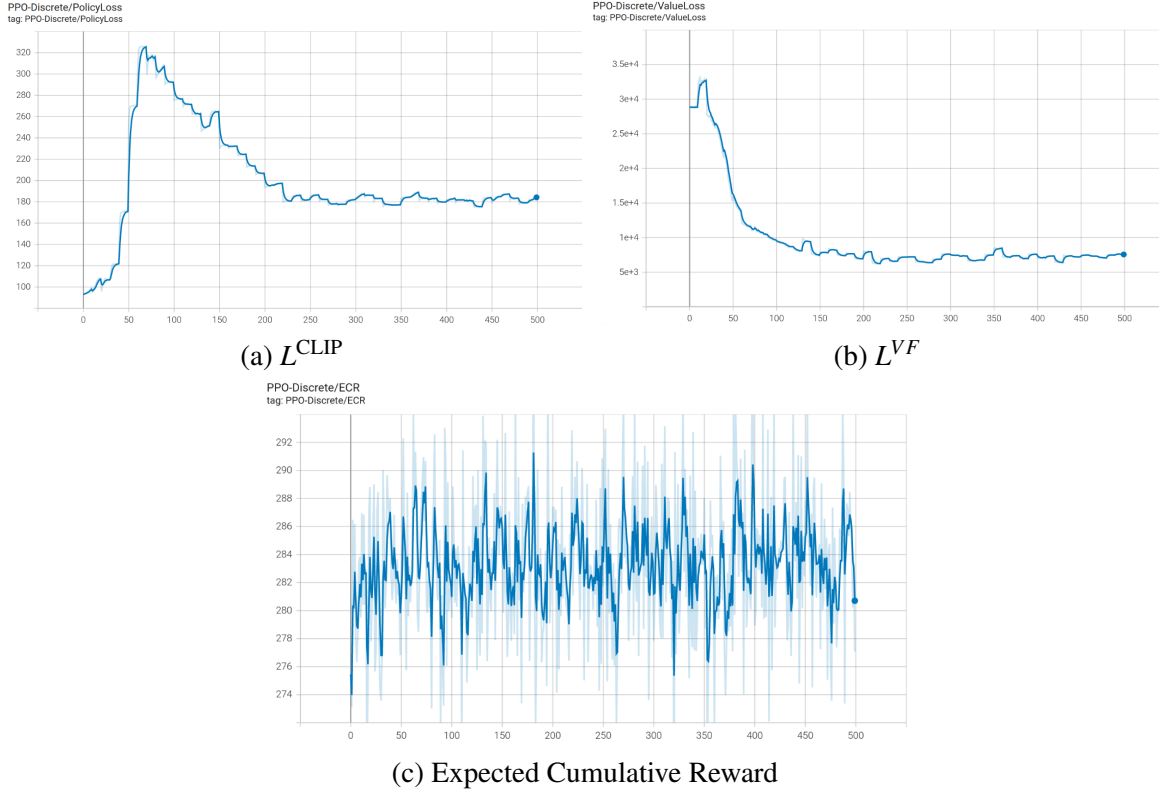 PPO-Discrete/PolicyLoss
tag: PPO-Discrete/PolicyLoss
320
300
280
260
240
220
200
180
160
140
120
100
0 50 100 150 200 250 300 350 400 450 500
(a) L^CLIP
PPO-Discrete/ValueLoss
tag: PPO-Discrete/ValueLoss
3.5e+4
3e+4
2.5e+4
2e+4
1.5e+4
1e+4
5e+3
0 50 100 150 200 250 300 350 400 450 500
(b) L^VF
PPO-Discrete/ECR
tag: PPO-Discrete/ECR
292
290
288
286
284
282
280
278
276
274
0 50 100 150 200 250 300 350 400 450 500
(c) Expected Cumulative Reward